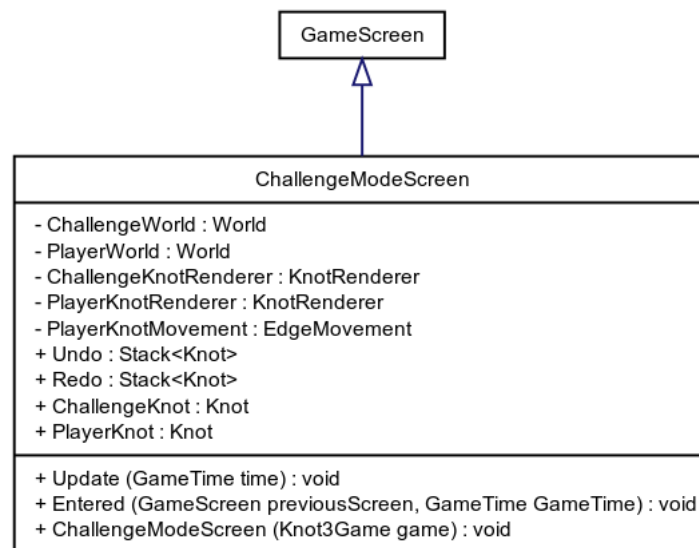 GameScreen
ChallengeModeScreen
- ChallengeWorld : World
- PlayerWorld : World
- ChallengeKnotRenderer : KnotRenderer
- PlayerKnotRenderer : KnotRenderer
- PlayerKnotMovement : EdgeMovement
+ Undo : Stack<Knot>
+ Redo : Stack<Knot>
+ ChallengeKnot : Knot
+ PlayerKnot : Knot
+ Update (GameTime time) : void
+ Entered (GameScreen previousScreen, GameTime GameTime) : void
+ ChallengeModeScreen (Knot3Game game) : void